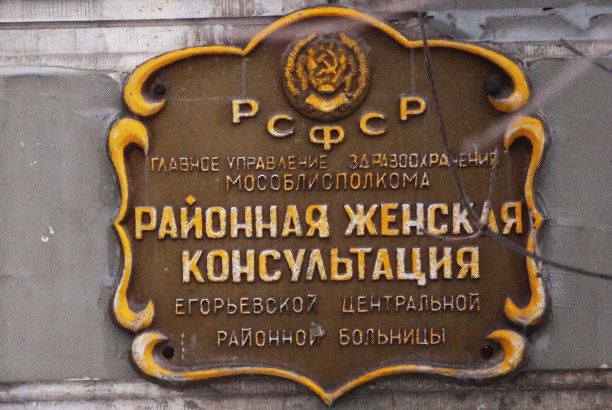 РСФСР
ГЛАВНОЕ УПРАВЛЕНИЕ ЗДРАВООХРАНЕНИЯ
МОСОБЛИСПОЛКОМА
РАЙОННАЯ ЖЕНСКАЯ
КОНСУЛЬТАЦИЯ
ЕГОРЬЕВСКОЙ ЦЕНТРАЛЬНОЙ
РАЙОННОЙ БОЛЬНИЦЫ